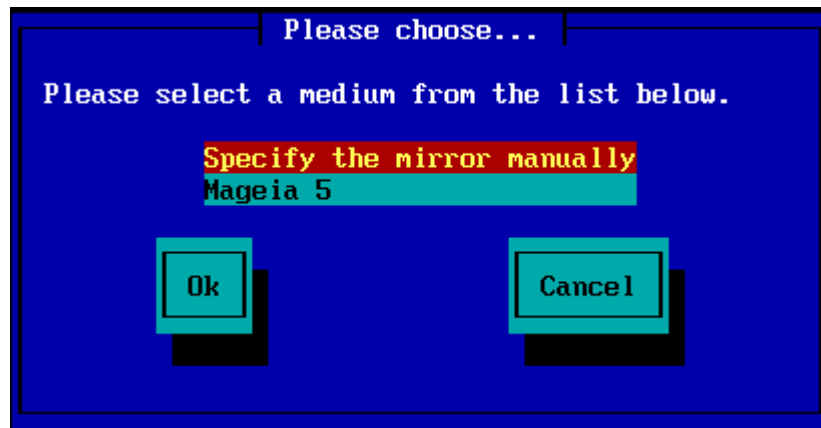 Please choose...
Please select a medium from the list below.
Specify the mirror manually
Mageia 5
Ok Cancel